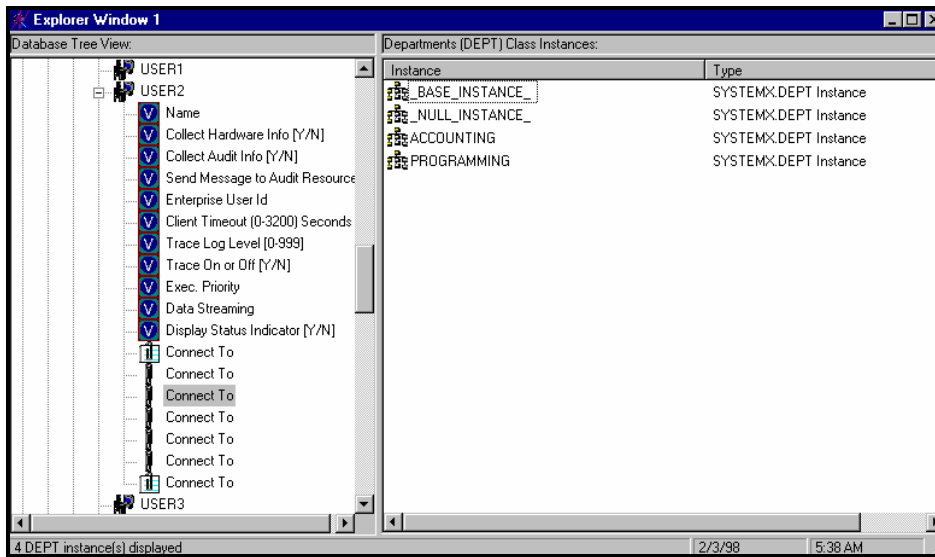 Explorer Window 1
Database Tree View:
USER1
USER2
Name
Collect Hardware Info [Y/N]
Collect Audit Info [Y/N]
Send Message to Audit Resource
Enterprise User Id
Client Timeout (0-3200) Seconds
Trace Log Level [0-999]
Trace On or Off [Y/N]
Exec. Priority
Data Streaming
Display Status Indicator [Y/N]
Connect To
Connect To
Connect To
Connect To
Connect To
Connect To
Connect To
USER3
Departments (DEPT) Class Instances:
Instance Type
_BASE_INSTANCE_ SYSTEMX.DEPT Instance
_NULL_INSTANCE_ SYSTEMX.DEPT Instance
ACCOUNTING SYSTEMX.DEPT Instance
PROGRAMMING SYSTEMX.DEPT Instance
4 DEPT instance(s) displayed 2/3/98 5:38 AM